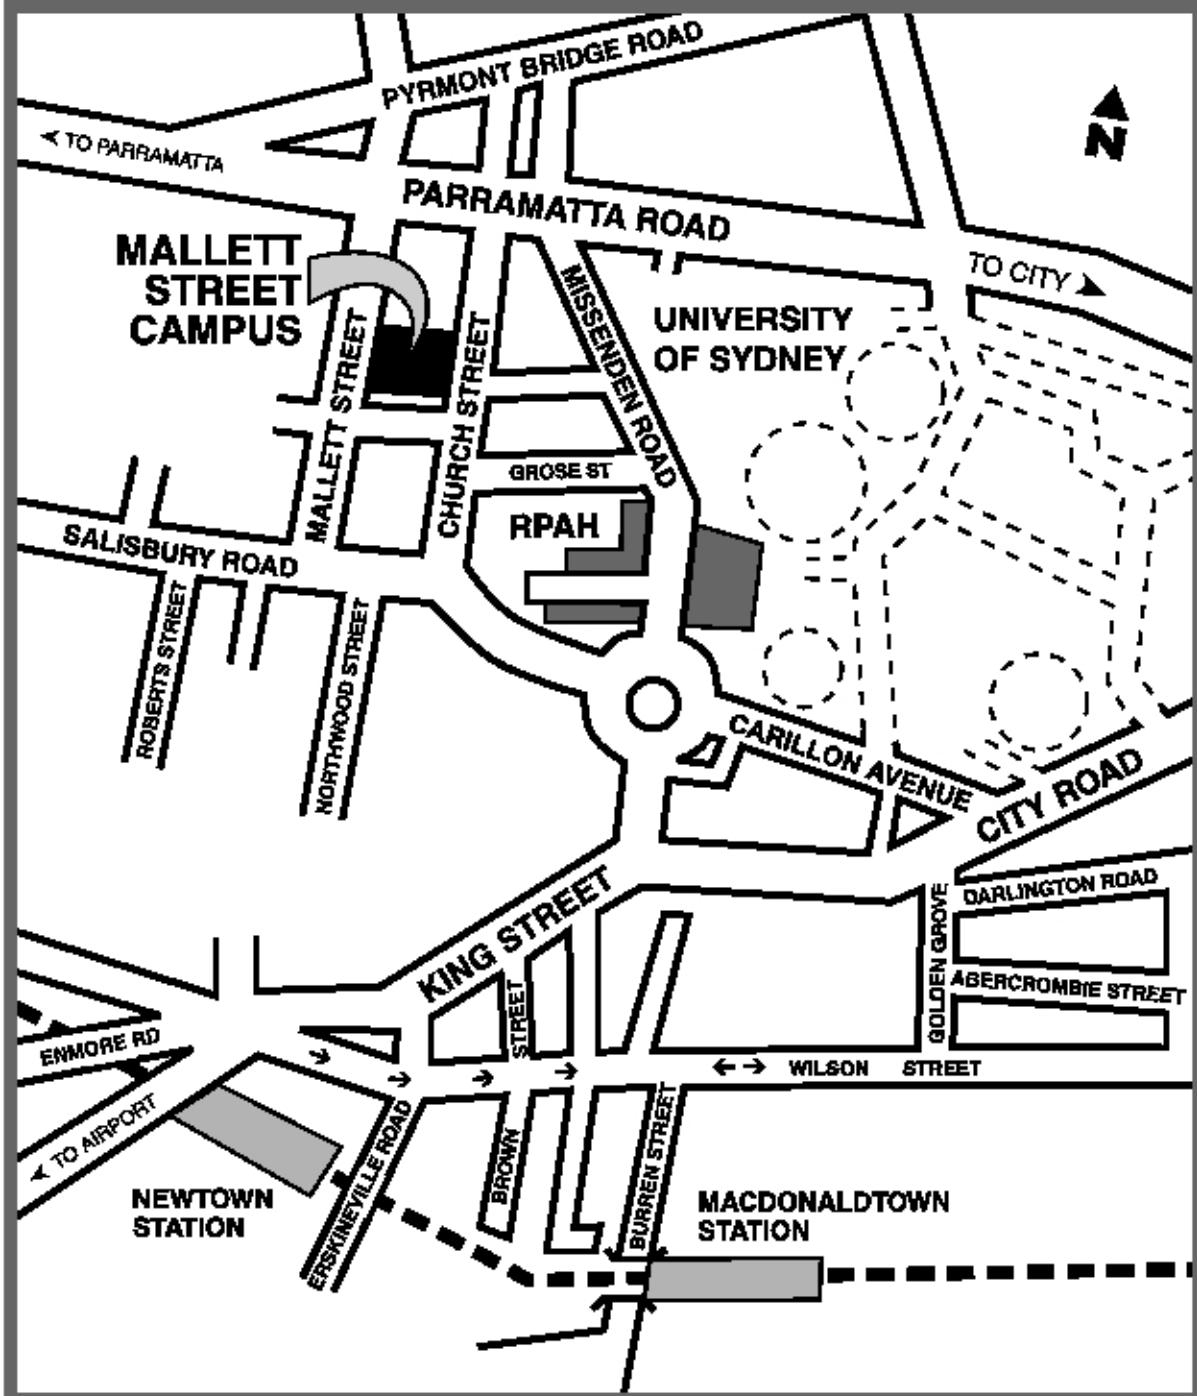 PYRMONT BRIDGE ROAD
N
TO PARRAMATTA
PARRAMATTA ROAD
TO CITY
MALLETT
STREET
CAMPUS
MISSENDEN ROAD
UNIVERSITY
OF SYDNEY
MALLETT STREET
CHURCH STREET
GROSE ST
RPAH
SALISBURY ROAD
ROBERTS STREET
NORTHWOOD STREET
CARILLON AVENUE
CITY ROAD
KING STREET
DARLINGTON ROAD
GOLDEN GROVE
ABERCROMBIE STREET
STREET
ENMORE RD
WILSON STREET
TO AIRPORT
ERSKINEVILLE ROAD
BROWN
BURREN STREET
NEWTOWN
STATION
MACDONALDTOWN
STATION